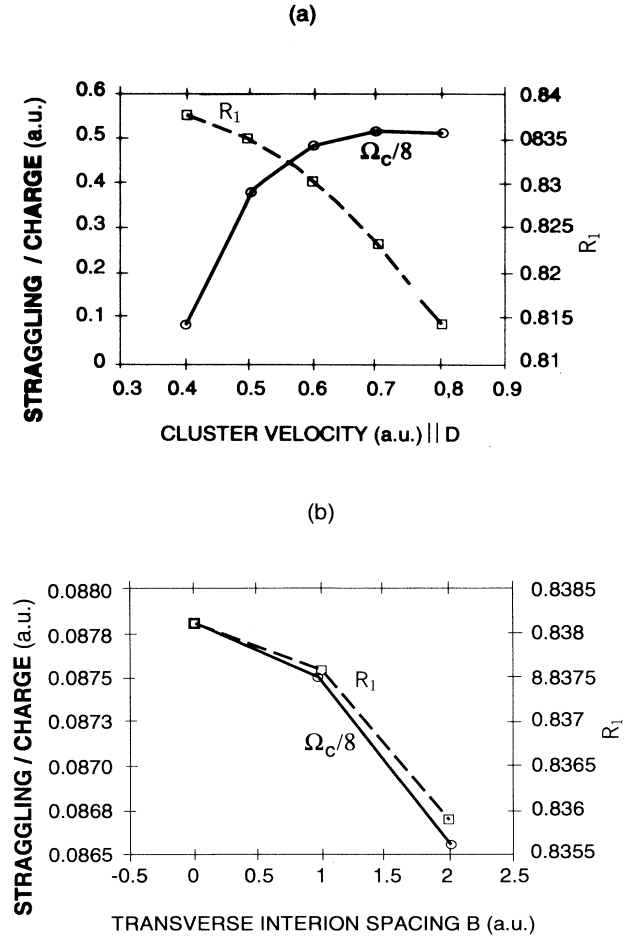 (a)
STRAGGLING / CHARGE (a.u.)
0.6
0.5
0.4
0.3
0.2
0.1
0
R1
Ωc/8
0.84
0.835
0.83
0.825
0.82
0.815
0.81
R1
0.3 0.4 0.5 0.6 0.7 0,8 0.9
CLUSTER VELOCITY (a.u.) || D
(b)
STRAGGLING / CHARGE (a.u.)
0.0880
0.0878
0.0875
0.0873
0.0870
0.0868
0.0865
R1
Ωc/8
0.8385
0.838
8.8375
0.837
0.8365
0.836
0.8355
R1
-0.5 0 0.5 1 1.5 2 2.5
TRANSVERSE INTERION SPACING B (a.u.)